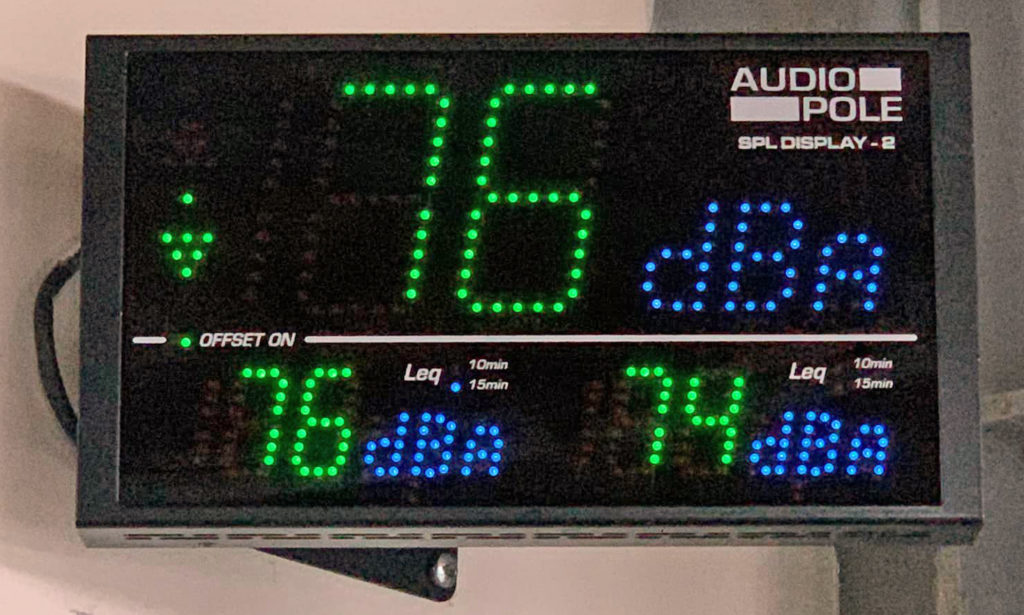 76 dBA
AUDIO
POLE
SPL DISPLAY - 2
OFFSET ON
76 dBA
Leq 10min
15min
74 dBA
Leq 10min
15min